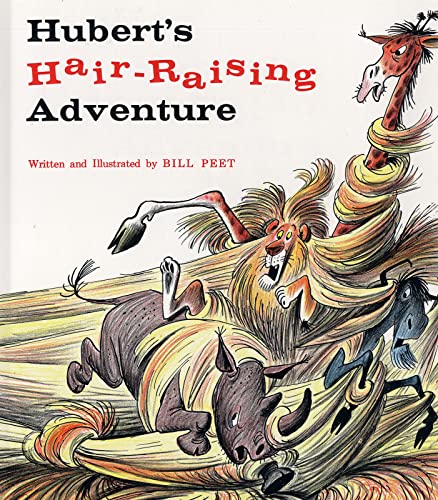 Hubert's
Hair-Raising
Adventure
Written and Illustrated by BILL PEET